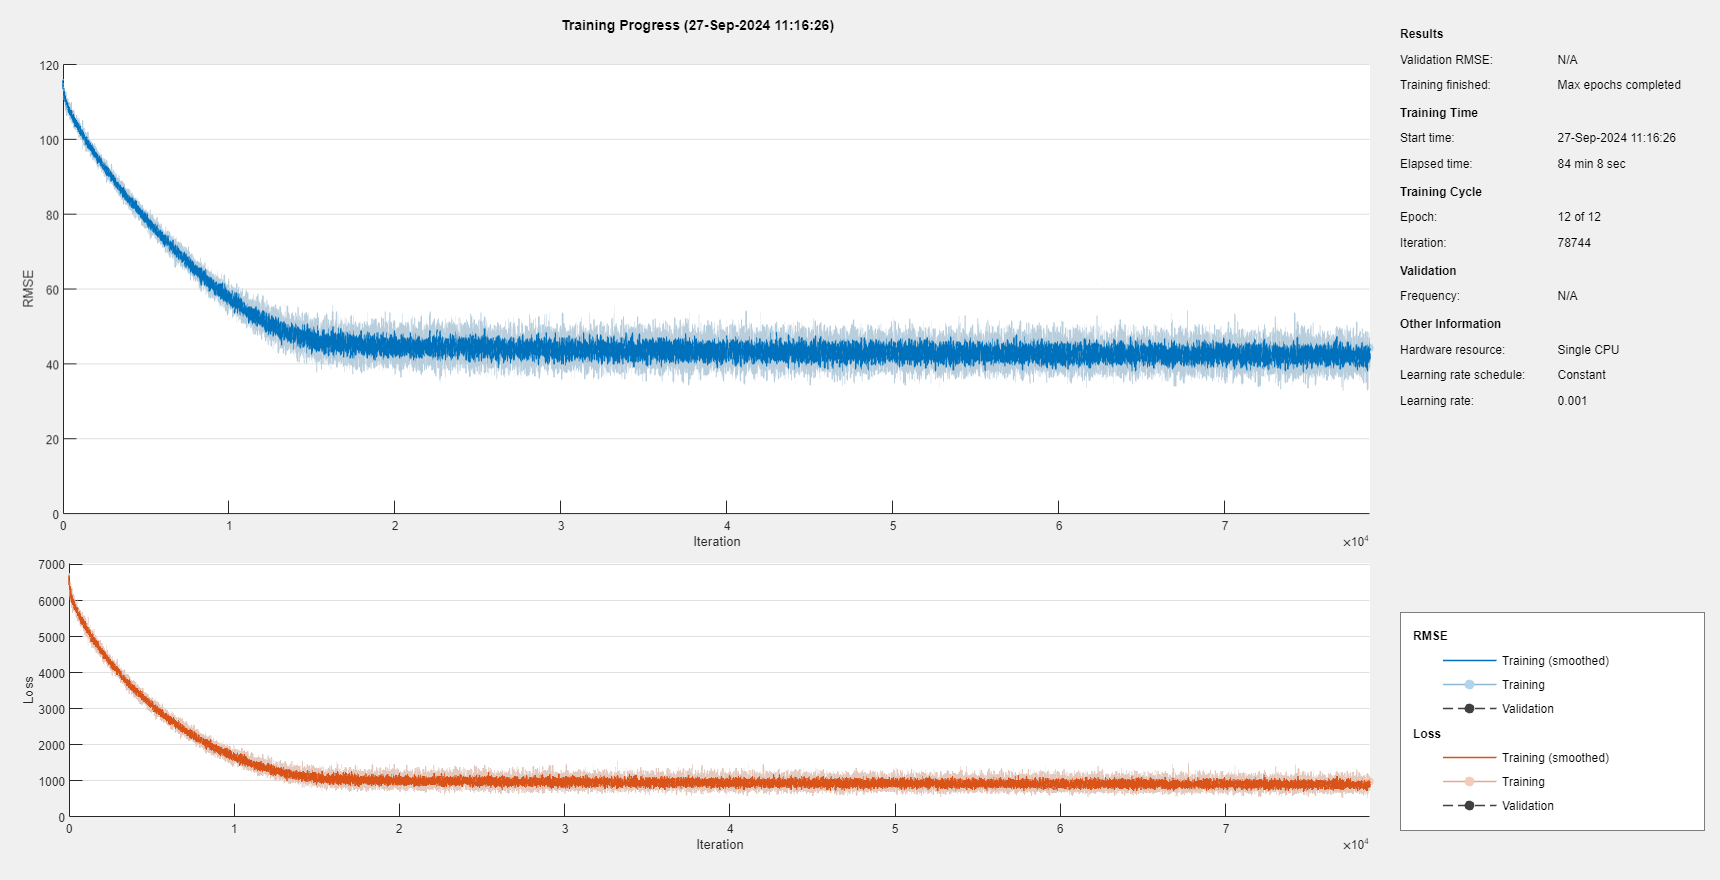 Training Progress (27-Sep-2024 11:16:26)
120
100
80
60
40
20
0
RMSE
0 1 2 3 4 5 6 7
Iteration
×10⁴
7000
6000
5000
4000
3000
2000
1000
0
Loss
0 1 2 3 4 5 6 7
Iteration
×10⁴
Results
Validation RMSE: N/A
Training finished: Max epochs completed
Training Time
Start time: 27-Sep-2024 11:16:26
Elapsed time: 84 min 8 sec
Training Cycle
Epoch: 12 of 12
Iteration: 78744
Validation
Frequency: N/A
Other Information
Hardware resource: Single CPU
Learning rate schedule: Constant
Learning rate: 0.001
RMSE
Training (smoothed)
Training
Validation
Loss
Training (smoothed)
Training
Validation